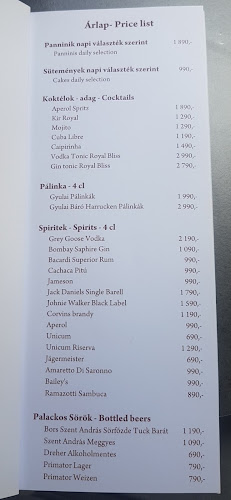 Árlap- Price list
Paninik napi választék szerint 1 890,-
Paninis daily selection
Sütemények napi választék szerint 990,-
Cakes daily selection
Koktélok - adag - Cocktails
Aperol Sprits 1 890,-
Kir Royal 1 290,-
Mojito 1 290,-
Cuba Libre 1 190,-
Caipirinha 1 490,-
Vodka Tonic Royal Bliss 2 990,-
Gin tonic Royal Bliss 2 790,-
Pálinka - 4 cl
Gyulai Pálinkák 1 990,-
Gyulai Báró Harrucken Pálinkák 2 990,-
Spiritek - Spirits - 4 cl
Grey Goose Vodka 2 190,-
Bombay Saphire Gin 1 090,-
Bacardi Superior Rum 990,-
Cachaca Pitú 990,-
Jameson 990,-
Jack Daniels Single Barell 1 790,-
Johnie Walker Black Label 1 590,-
Corvins brandy 1 190,-
Aperol 990,-
Unicum 690,-
Unicum Riserva 1 290,-
Jägermeister 690,-
Amaretto Di Saronno 990,-
Bailey's 990,-
Ramazotti Sambuca 890,-
Palackos Sörök - Bottled beers
Bors Szent András Sörfőzde Tuck Barát 1 190,-
Szent András Meggyes 1 090,-
Dreher Alkoholmentes 690,-
Primator Lager 790,-
Primator Weizen 790,-